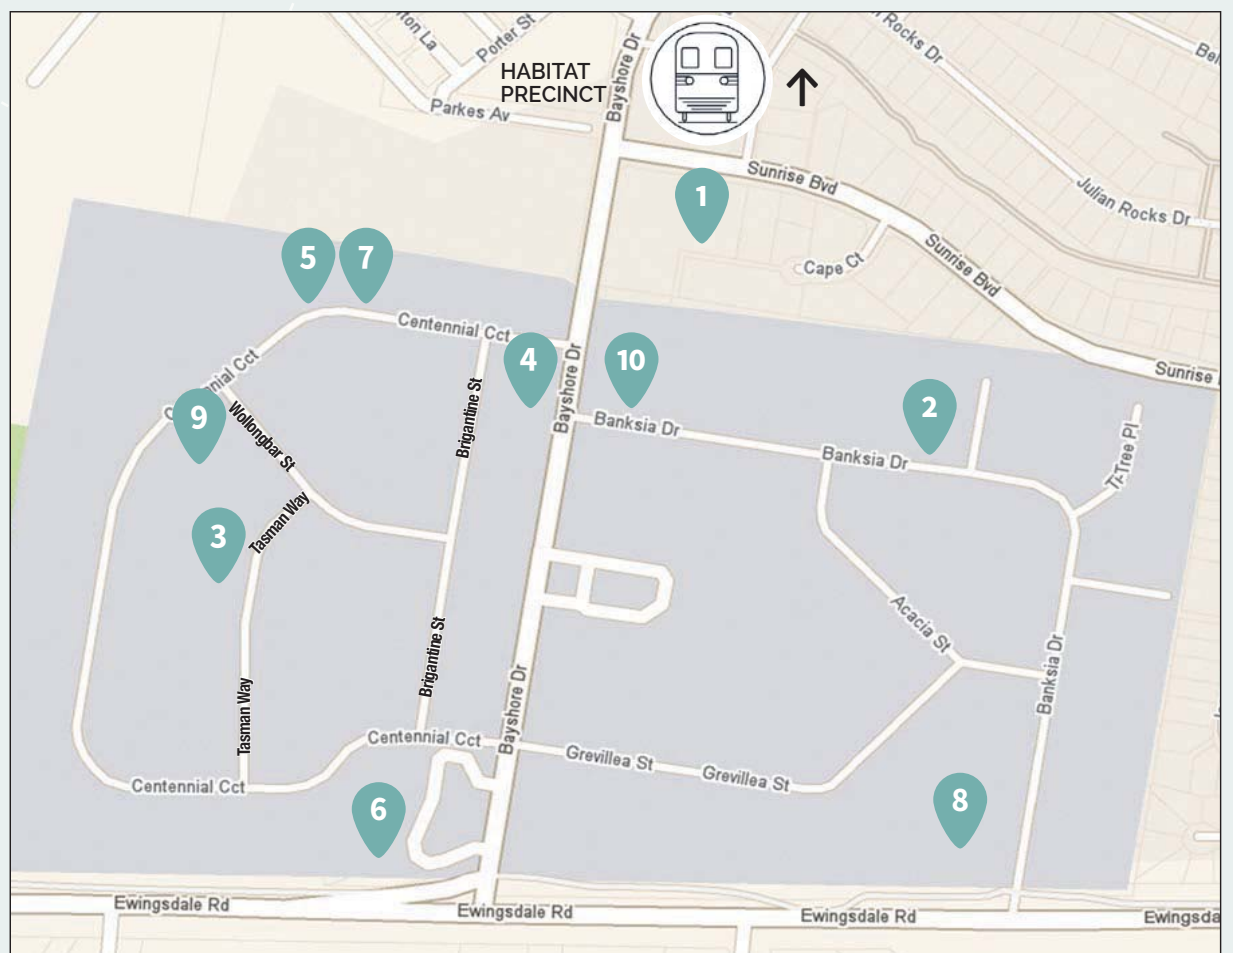 Porter St
Bayshore Dr
Rocks Dr
HABITAT
PRECINCT
Parkes Av
Sunrise Bvd
Julian Rocks Dr
1
Cape Ct
Sunrise Bvd
5
7
Centennial Cct
4
Bayshore Dr
10
Sunrise
2
9
Wollongbar St
Brigantine St
Banksia Dr
Banksia Dr
Ti-Tree Pl
3
Tasman Way
Acacia St
Brigantine St
Banksia Dr
Tasman Way
Bayshore Dr
Centennial Cct
Grevillea St
Grevillea St
Centennial Cct
6
8
Ewingsdale Rd
Ewingsdale Rd
Ewingsdale Rd
Ewingsda